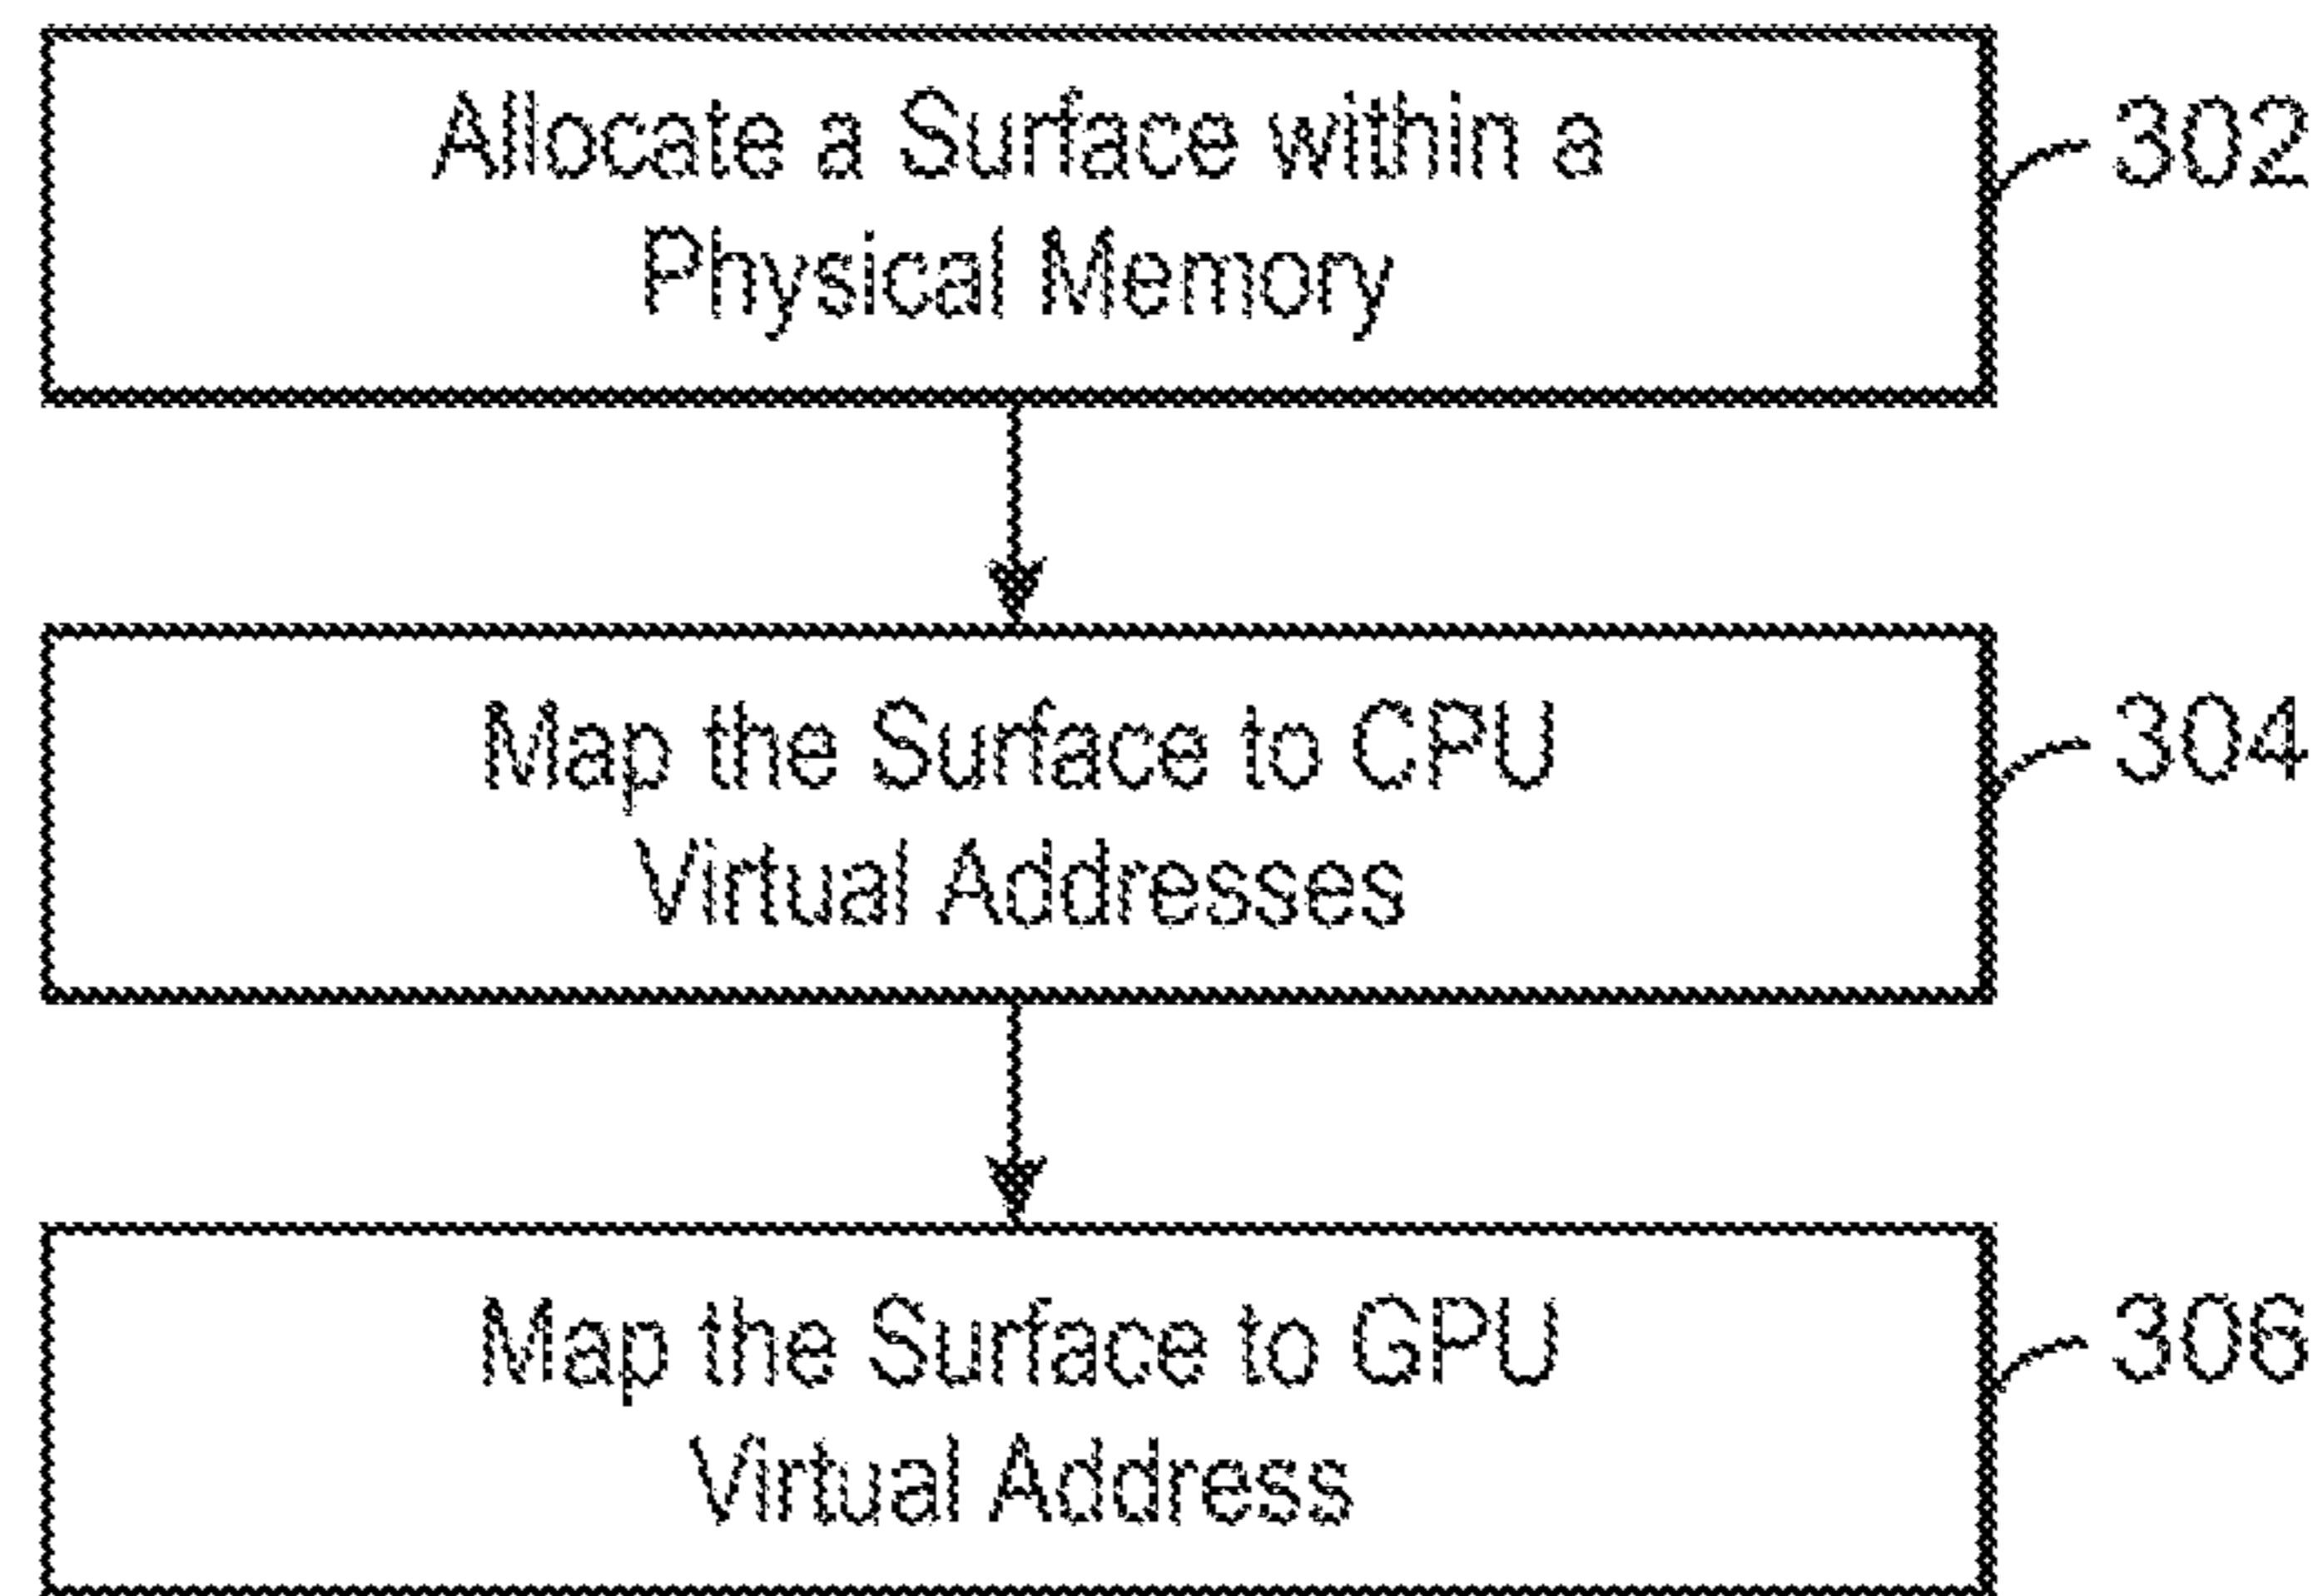 Allocate a Surface within a
Physical Memory
302
Map the Surface to CPU
Virtual Addresses
304
Map the Surface to GPU
Virtual Address
306